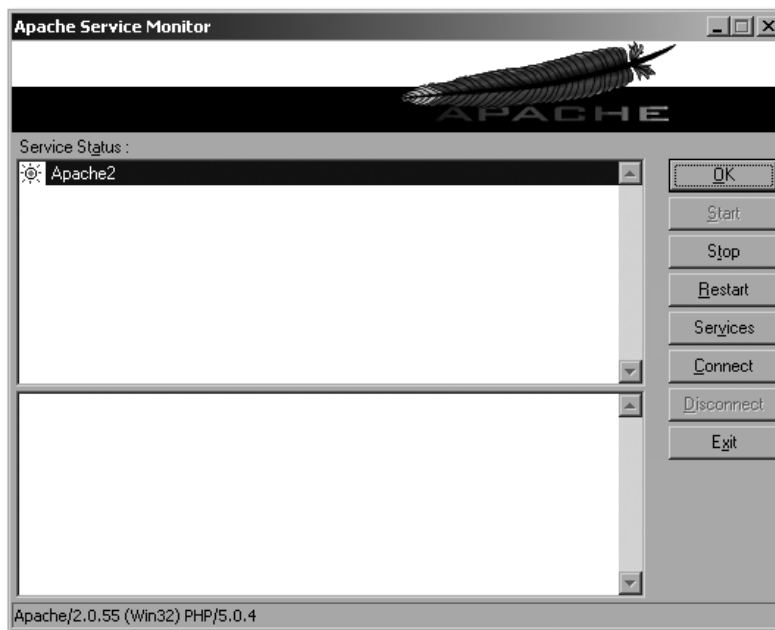 Apache Service Monitor
APACHE
Service Status :
Apache2
OK
Start
Stop
Restart
Services
Connect
Disconnect
Exit
Apache/2.0.55 (Win32) PHP/5.0.4